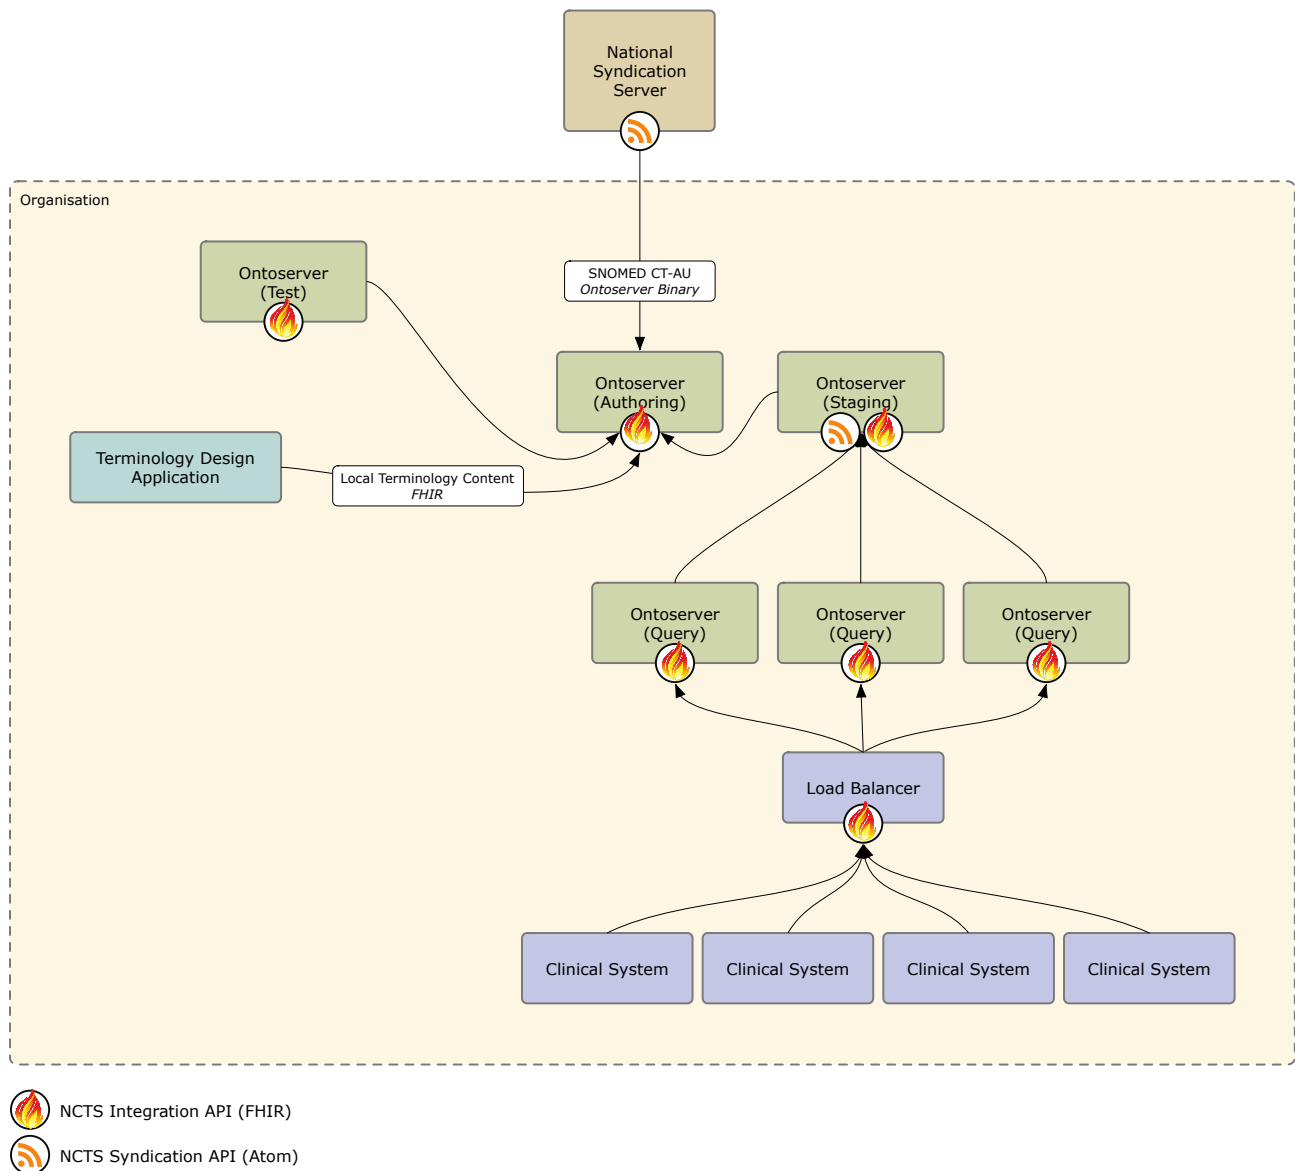 National
Syndication
Server
Organisation
Ontoserver
(Test)
SNOMED CT-AU
Ontoserver Binary
Ontoserver
(Authoring)
Ontoserver
(Staging)
Terminology Design
Application
Local Terminology Content
FHIR
Ontoserver
(Query)
Ontoserver
(Query)
Ontoserver
(Query)
Load Balancer
Clinical System
Clinical System
Clinical System
Clinical System
NCTS Integration API (FHIR)
NCTS Syndication API (Atom)